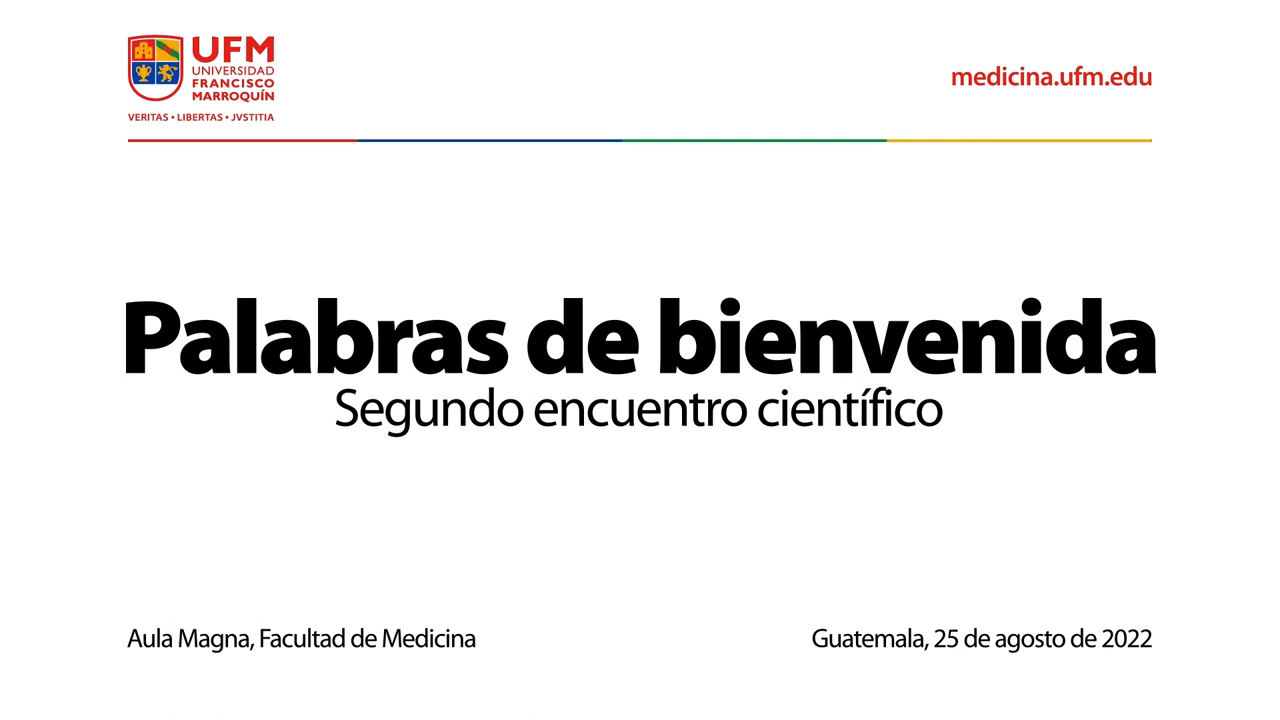 UFM
UNIVERSIDAD
FRANCISCO
MARROQUÍN
VERITAS • LIBERTAS • JVSTITIA
medicina.ufm.edu
Palabras de bienvenida
Segundo encuentro científico
Aula Magna, Facultad de Medicina
Guatemala, 25 de agosto de 2022